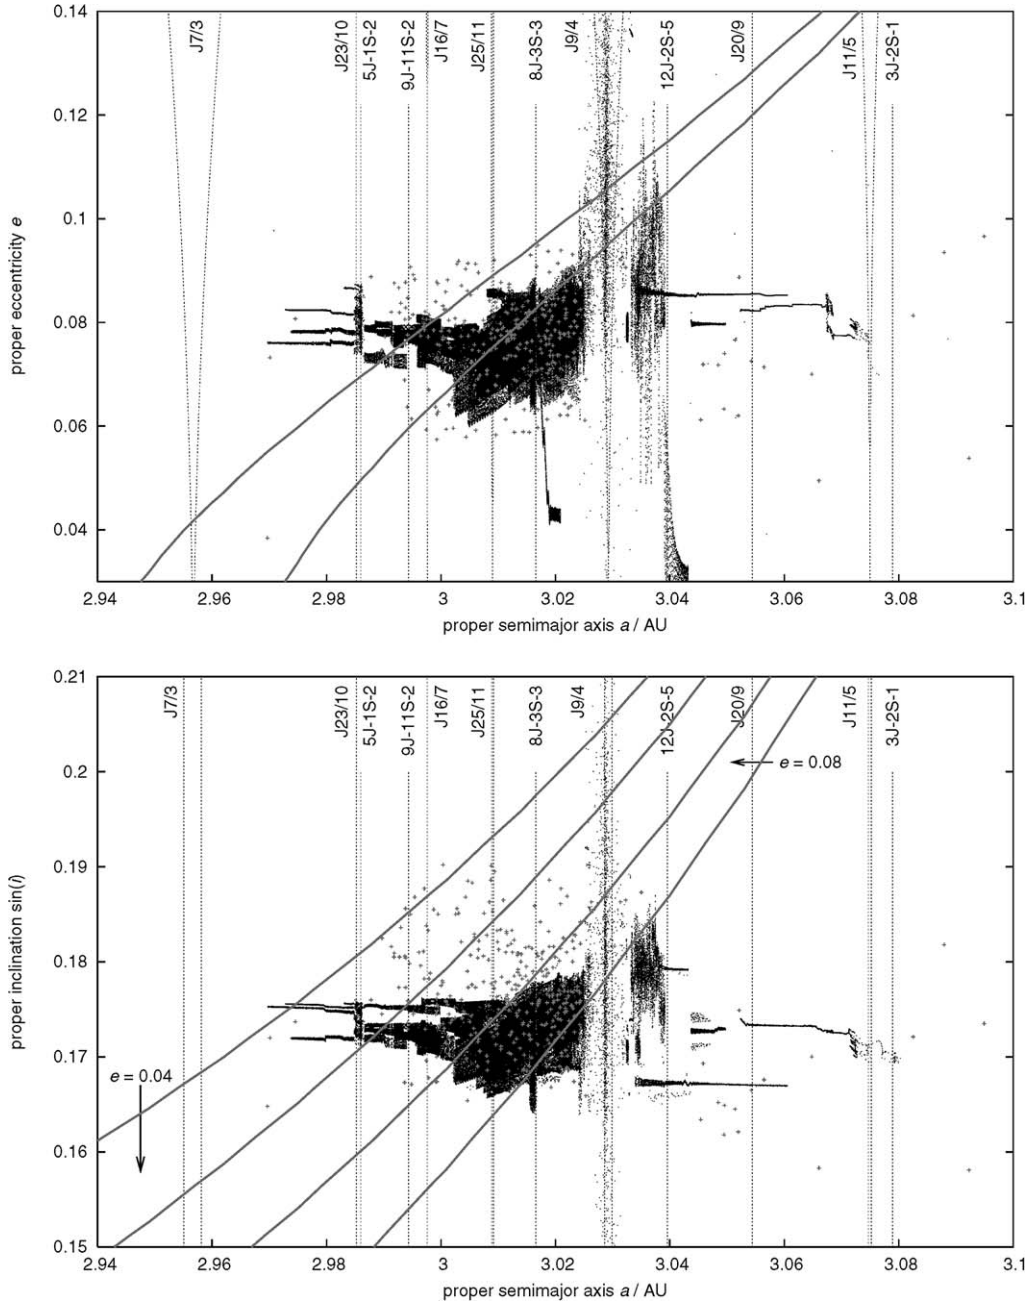 0.14
0.12
0.1
0.08
0.06
0.04
proper eccentricity e
J7/3
J23/10
5J-1S-2
9J-11S-2
J16/7
J25/11
8J-3S-3
J9/4
12J-2S-5
J20/9
J11/5
3J-2S-1
2.94
2.96
2.98
3
3.02
3.04
3.06
3.08
3.1
proper semimajor axis a / AU
0.21
0.2
0.19
0.18
0.17
0.16
0.15
proper inclination sin(I)
J7/3
J23/10
5J-1S-2
9J-11S-2
J16/7
J25/11
8J-3S-3
J9/4
12J-2S-5
J20/9
J11/5
3J-2S-1
e = 0.08
e = 0.04
2.94
2.96
2.98
3
3.02
3.04
3.06
3.08
3.1
proper semimajor axis a / AU